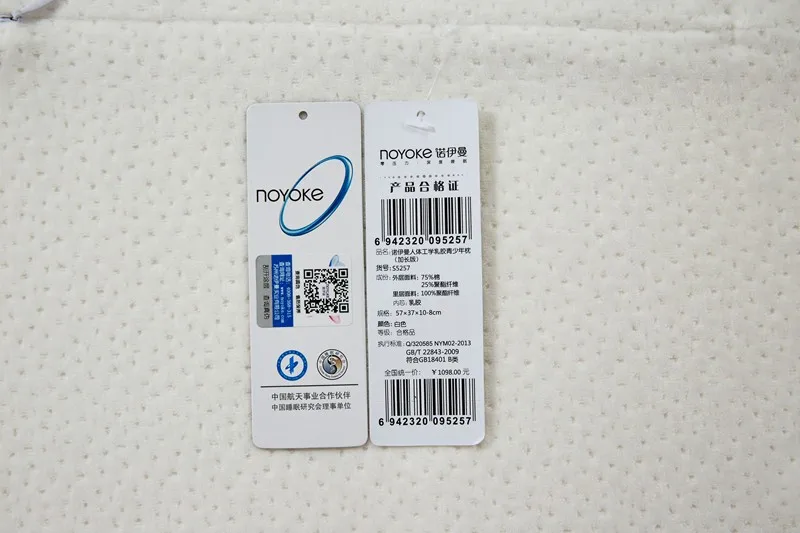 noyoke
中国航天事业合作伙伴
中国睡眠研究会理事单位
noyoke 诺伊曼
产品合格证
6 942320 095257
品名: 诺伊曼人体工学乳胶青少年枕
(加长版)
货号: S5257
成份: 外层面料: 75%棉
25%聚酯纤维
里层面料: 100%聚酯纤维
内芯: 乳胶
规格: 57×37×10-8cm
颜色: 白色
等级: 合格品
执行标准: Q/320585 NYM02-2013
GB/T 22843-2009
符合GB18401 B类
全国统一价: ￥1098.00 元
6 942320 095257